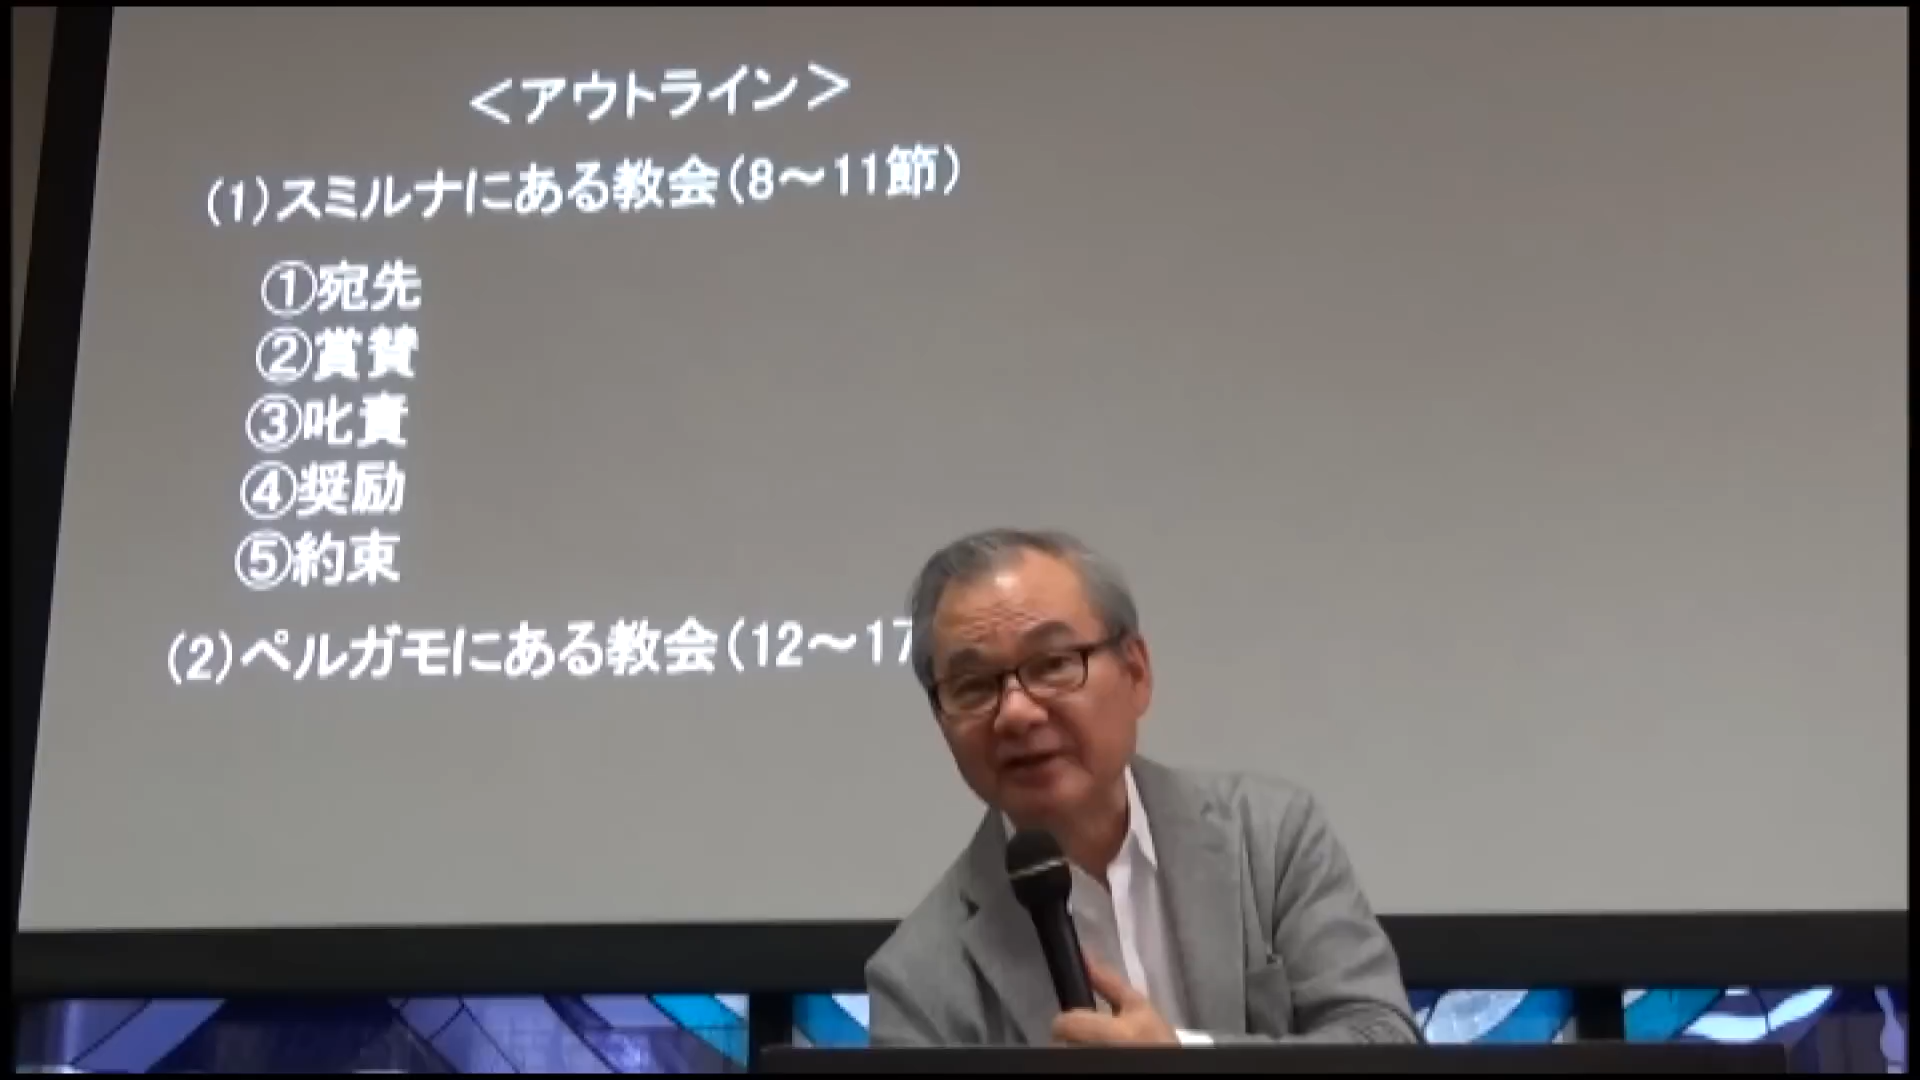 ＜アウトライン＞
(1)スミルナにある教会(8～11節)
①宛先
②賞賛
③叱責
④奨励
⑤約束
(2)ペルガモにある教会(12～17